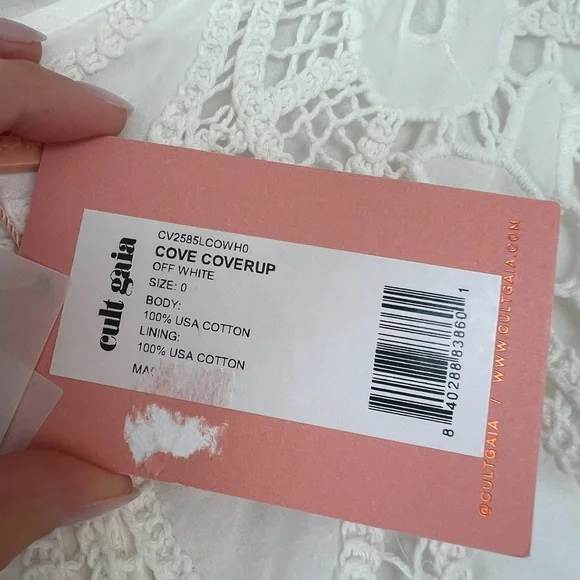 cult gaia
CV2585LCOWH0
COVE COVERUP
OFF WHITE
SIZE: 0
BODY:
100% USA COTTON
LINING:
100% USA COTTON
8 40288 83860 1
@CULTGAIA / WWW.CULTGAIA.COM